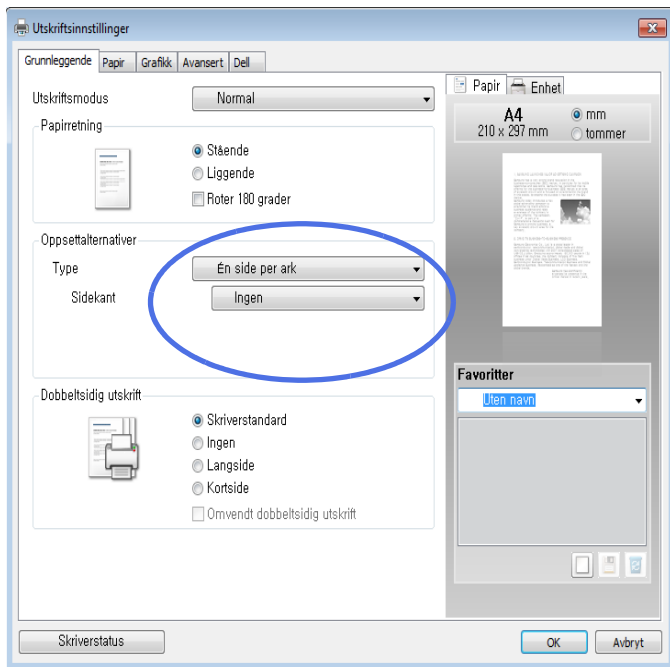 Utskriftsinnstillinger
Grunnleggende Papir Grafikk Avansert Dell
Utskriftsmodus Normal
Papirretning
Stående
Liggende
Roter 180 grader
Oppsettalternativer
Type Én side per ark
Sidekant Ingen
Dobbeltsidig utskrift
Skriverstandard
Ingen
Langside
Kortside
Omvendt dobbeltsidig utskrift
Papir Enhet
A4 mm
210 x 297 mm tommer
Favoritter
Uten navn
Skriverstatus OK Avbryt